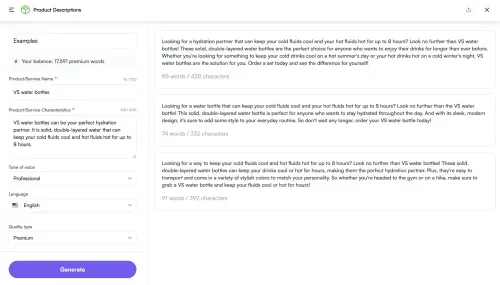 Product Descriptions
Examples
Your balance: 17,591 premium words
Product/Service Name *
VS water bottles
Product/Service Characteristics *
VS water bottles can be your perfect hydration
partner. It is solid, double-layered water that can
keep your cold fluids cool and hot fluids hot for up to
8 hours.
Tone of voice
Professional
Language
English
Quality type
Premium
Generate
Looking for a hydration partner that can keep your cold fluids cool and your hot fluids hot for up to 8 hours? Look no further than VS water
bottles! These solid, double-layered water bottles are the perfect choice for anyone who wants to enjoy their drinks for longer than ever before.
Whether you're looking for something to keep your cold drinks cool on a hot summer's day or your hot drinks hot on a cold winter's night, VS
water bottles are the solution for you. Order a set today and see the difference for yourself!
95 words / 428 characters
Looking for a water bottle that can keep your cold fluids cool and your hot fluids hot for up to 8 hours? Look no further than the VS water
bottle! This solid, double-layered water bottle is perfect for anyone who wants to stay hydrated throughout the day. And with its sleek, modern
design, it's sure to add some style to your everyday routine. So don't wait any longer, order your VS water bottle today!
74 words / 332 characters
Looking for a way to keep your cold fluids cool and hot fluids hot for up to 8 hours? Look no further than VS water bottles! These solid,
double-layered water bottles can keep your drinks cool or hot for hours, making them the perfect hydration partner. Plus, they're easy to
transport and come in a variety of stylish colors to match your personality. So whether you're headed to the gym or on a hike, make sure to
grab a VS water bottle and keep your fluids cool or hot for hours!
91 words / 392 characters